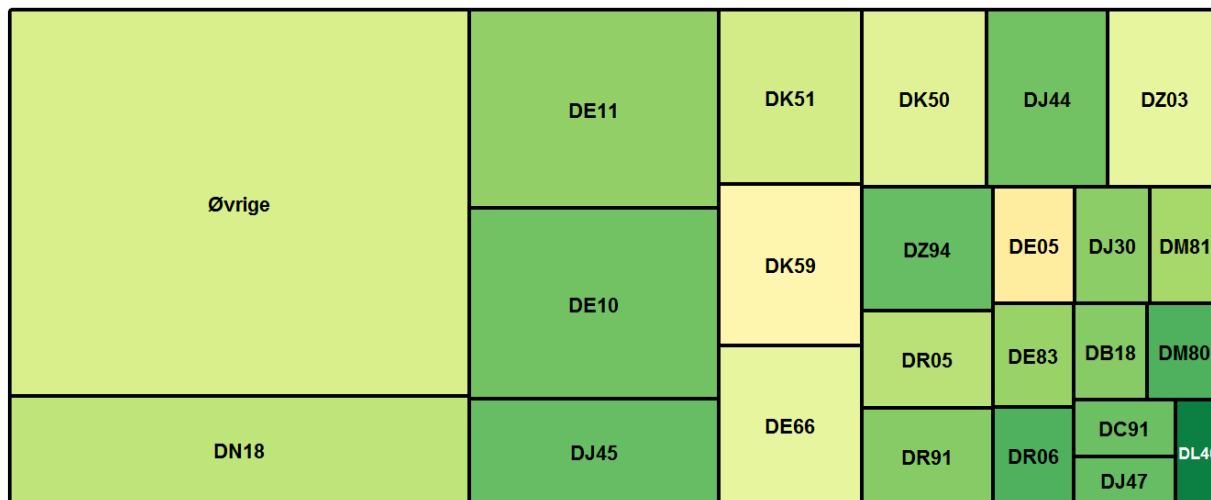 Øvrige
DN18
DE11
DE10
DJ45
DK51
DK59
DE66
DK50
DJ44
DZ03
DZ94
DE05
DJ30
DM81
DR05
DE83
DB18
DM80
DR91
DR06
DC91
DJ47